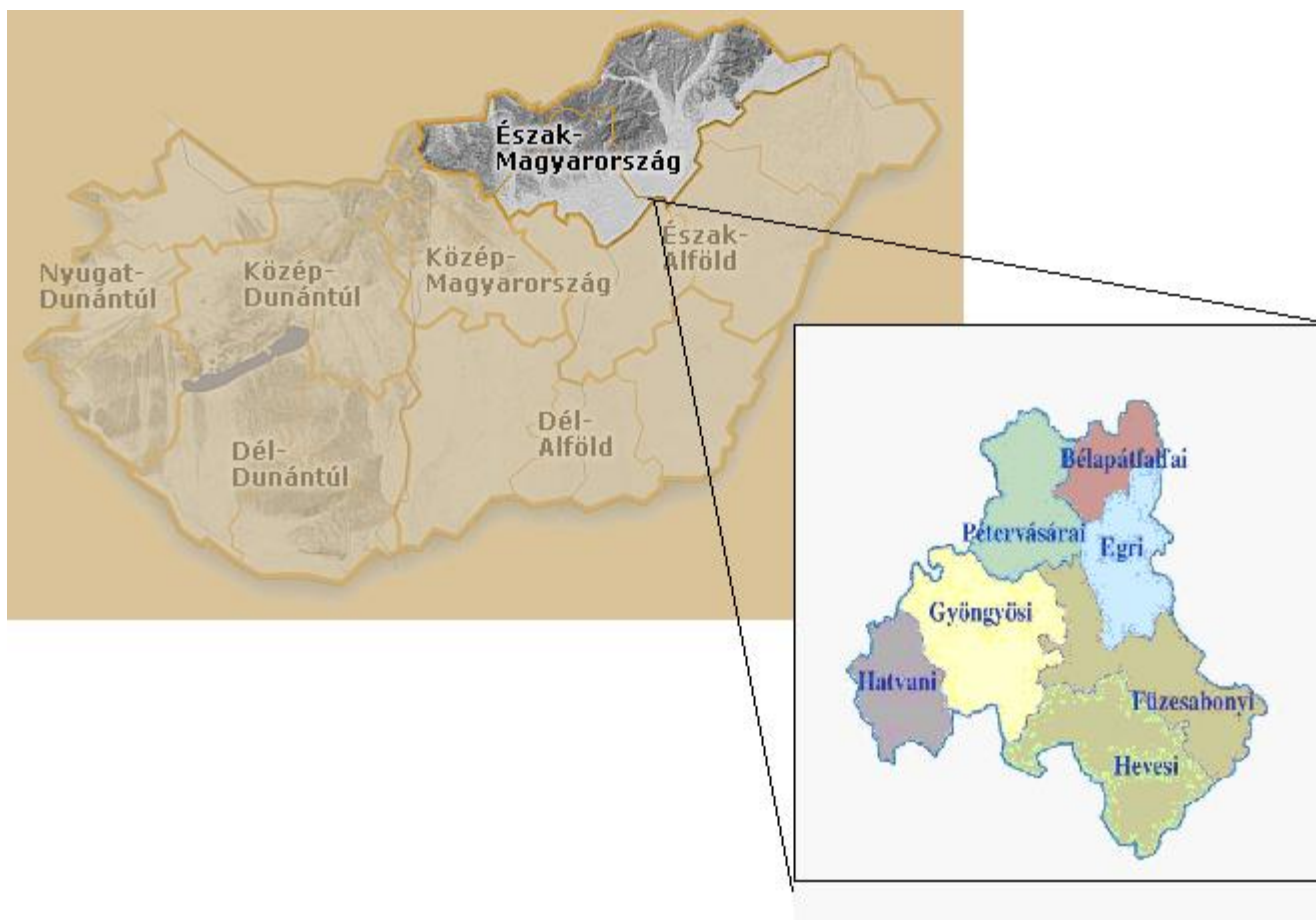 Észak-
Magyarország
Észak-
Alföld
Közép-
Magyarország
Nyugat-
Dunántúl
Közép-
Dunántúl
Dél-
Alföld
Dél-
Dunántúl
Bélapátfalfai
Pétervásárai
Egri
Gyöngyösi
Hatvani
Füzesabonyi
Hevesi